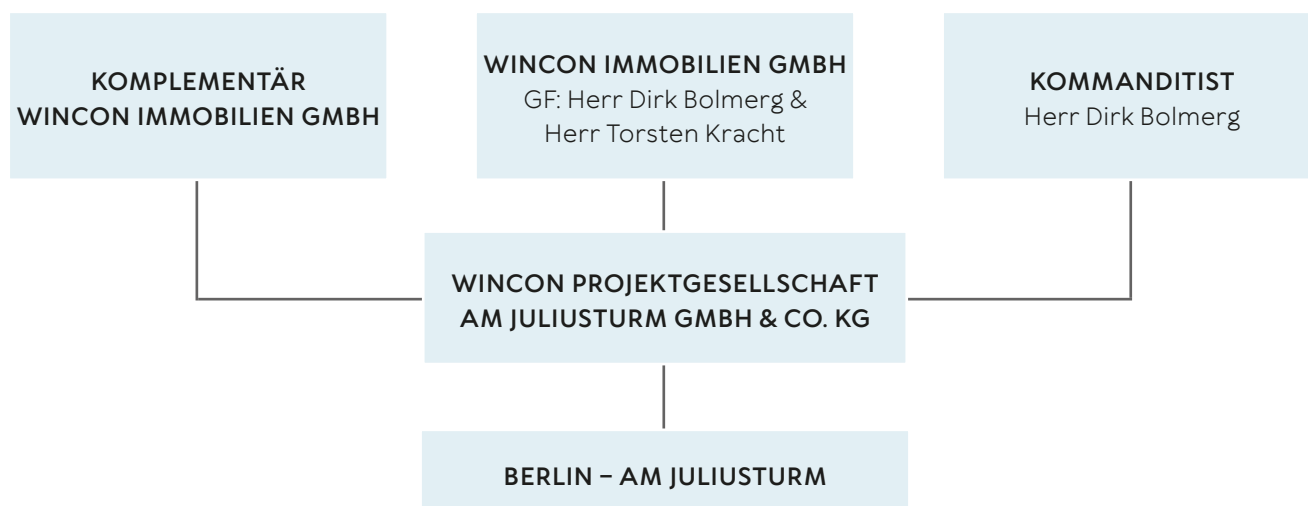 KOMPLEMENTÄR
WINCON IMMOBILIEN GMBH
WINCON IMMOBILIEN GMBH
GF: Herr Dirk Bolmerg &
Herr Torsten Kracht
KOMMANDITIST
Herr Dirk Bolmerg
WINCON PROJEKTGESELLSCHAFT
AM JULIUSTURM GMBH & CO. KG
BERLIN – AM JULIUSTURM